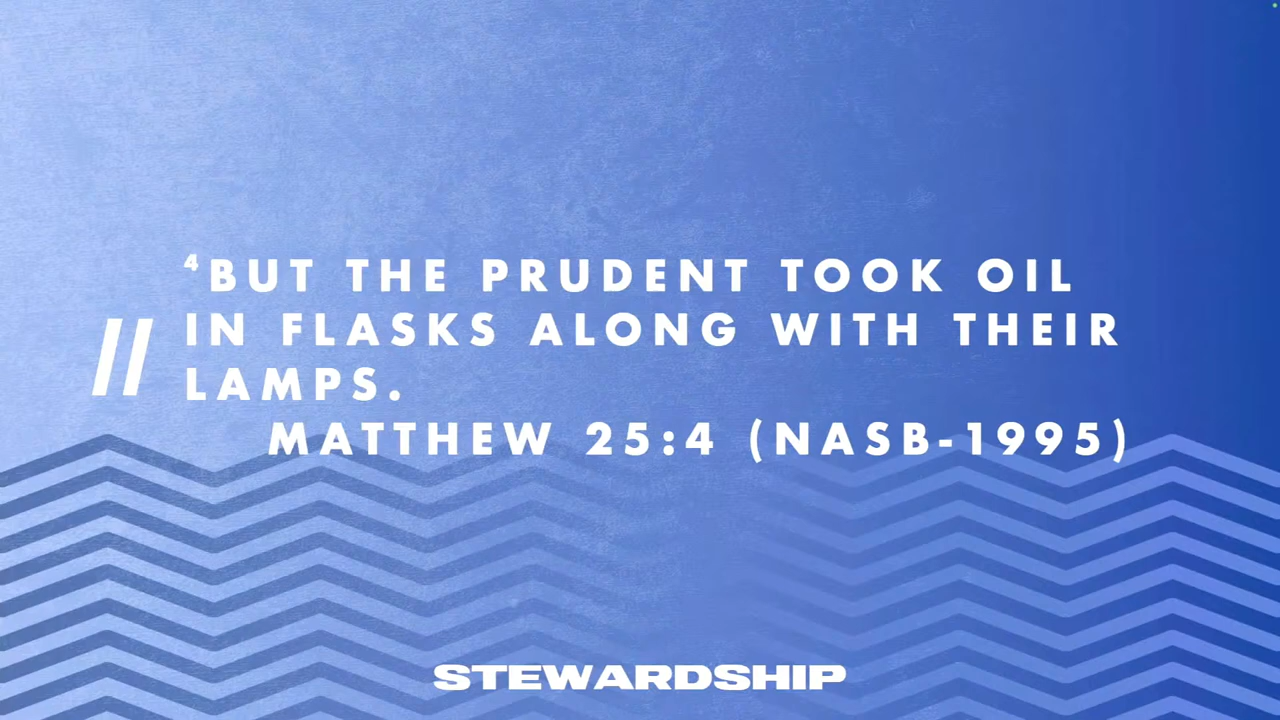 ⁴BUT THE PRUDENT TOOK OIL
IN FLASKS ALONG WITH THEIR
LAMPS.
MATTHEW 25:4 (NASB-1995)
STEWARDSHIP